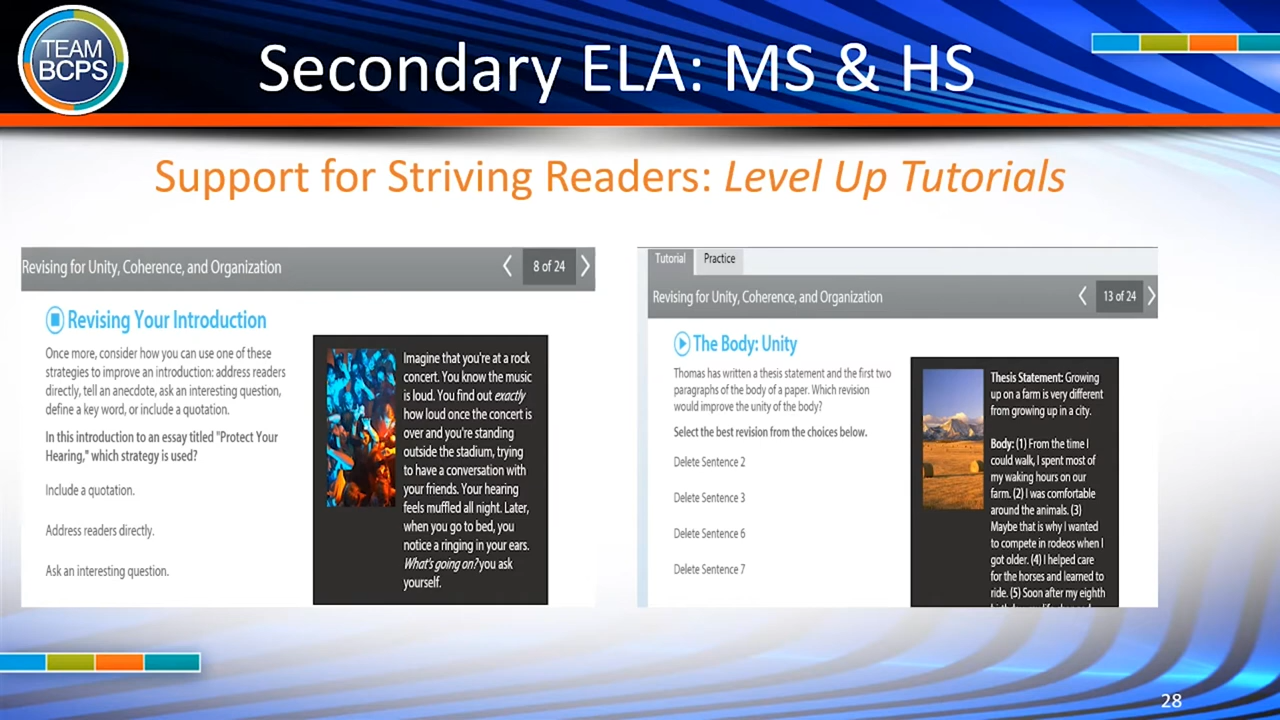 TEAM
BCPS
Secondary ELA: MS & HS
Support for Striving Readers: Level Up Tutorials
Revising for Unity, Coherence, and Organization
8 of 24
Revising Your Introduction
Once more, consider how you can use one of these
strategies to improve an introduction: address readers
directly, tell an anecdote, ask an interesting question,
define a key word, or include a quotation.
In this introduction to an essay titled "Protect Your
Hearing," which strategy is used?
Include a quotation.
Address readers directly.
Ask an interesting question.
Imagine that you're at a rock
concert. You know the music
is loud. You find out exactly
how loud once the concert is
over and you're standing
outside the stadium, trying
to have a conversation with
your friends. Your hearing
feels muffled all night. Later,
when you go to bed, you
notice a ringing in your ears.
What's going on? you ask
yourself.
Tutorial
Practice
Revising for Unity, Coherence, and Organization
13 of 24
The Body: Unity
Thomas has written a thesis statement and the first two
paragraphs of the body of a paper. Which revision
would improve the unity of the body?
Select the best revision from the choices below.
Delete Sentence 2
Delete Sentence 3
Delete Sentence 6
Delete Sentence 7
Thesis Statement: Growing
up on a farm is very different
from growing up in a city.
Body: (1) From the time I
could walk, I spent most of
my waking hours on our
farm. (2) I was comfortable
around the animals. (3)
Maybe that is why I wanted
to compete in rodeos when I
got older. (4) I helped care
for the horses and learned to
ride. (5) Soon after my eighth
28